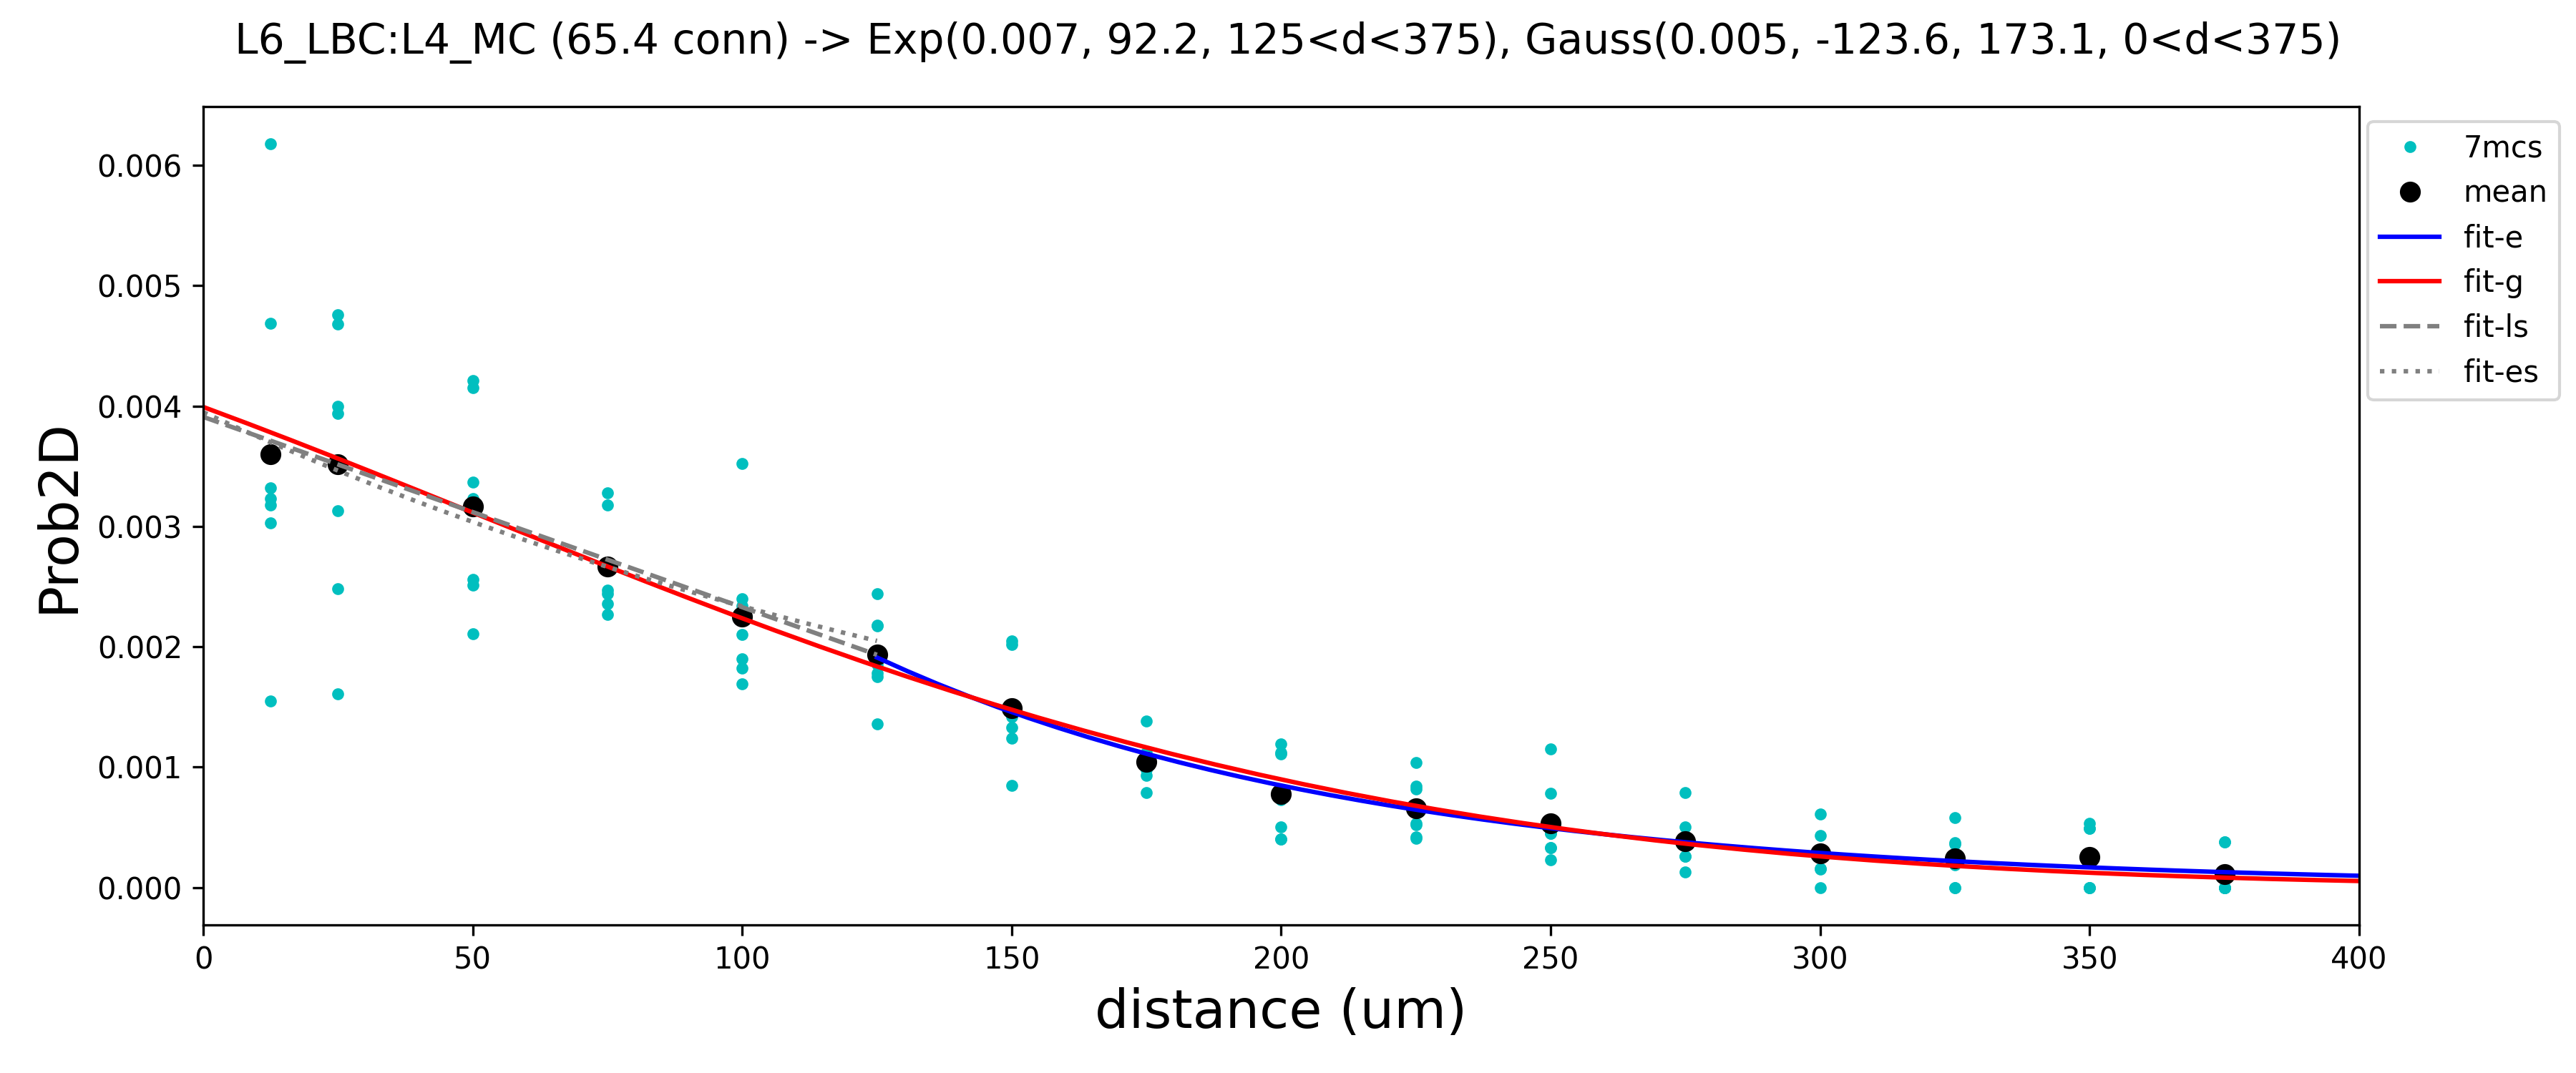 L6_LBC:L4_MC (65.4 conn) -> Exp(0.007, 92.2, 125<d<375), Gauss(0.005, -123.6, 173.1, 0<d<375)
0.006
0.005
0.004
0.003
0.002
0.001
0.000
Prob2D
0 50 100 150 200 250 300 350 400
distance (um)
7mcs
mean
fit-e
fit-g
fit-ls
fit-es